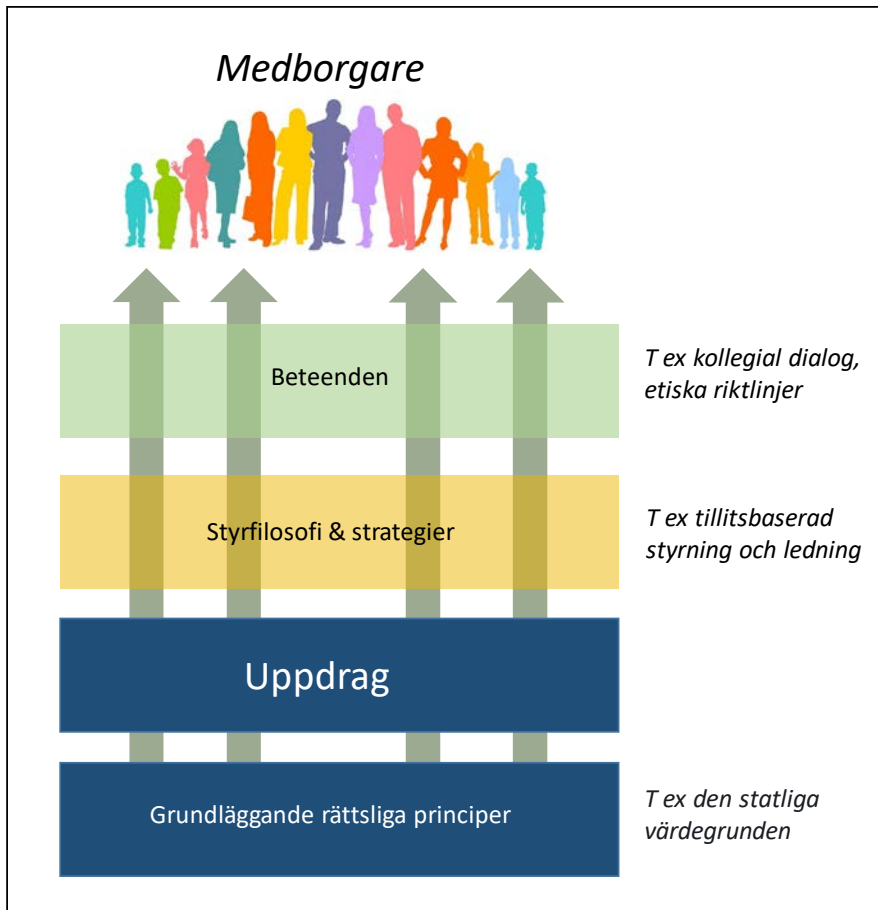 Medborgare
Beteenden
T ex kollegial dialog,
etiska riktlinjer
Styrfilosofi & strategier
T ex tillitsbaserad
styrning och ledning
Uppdrag
Grundläggande rättsliga principer
T ex den statliga
värdegrunden